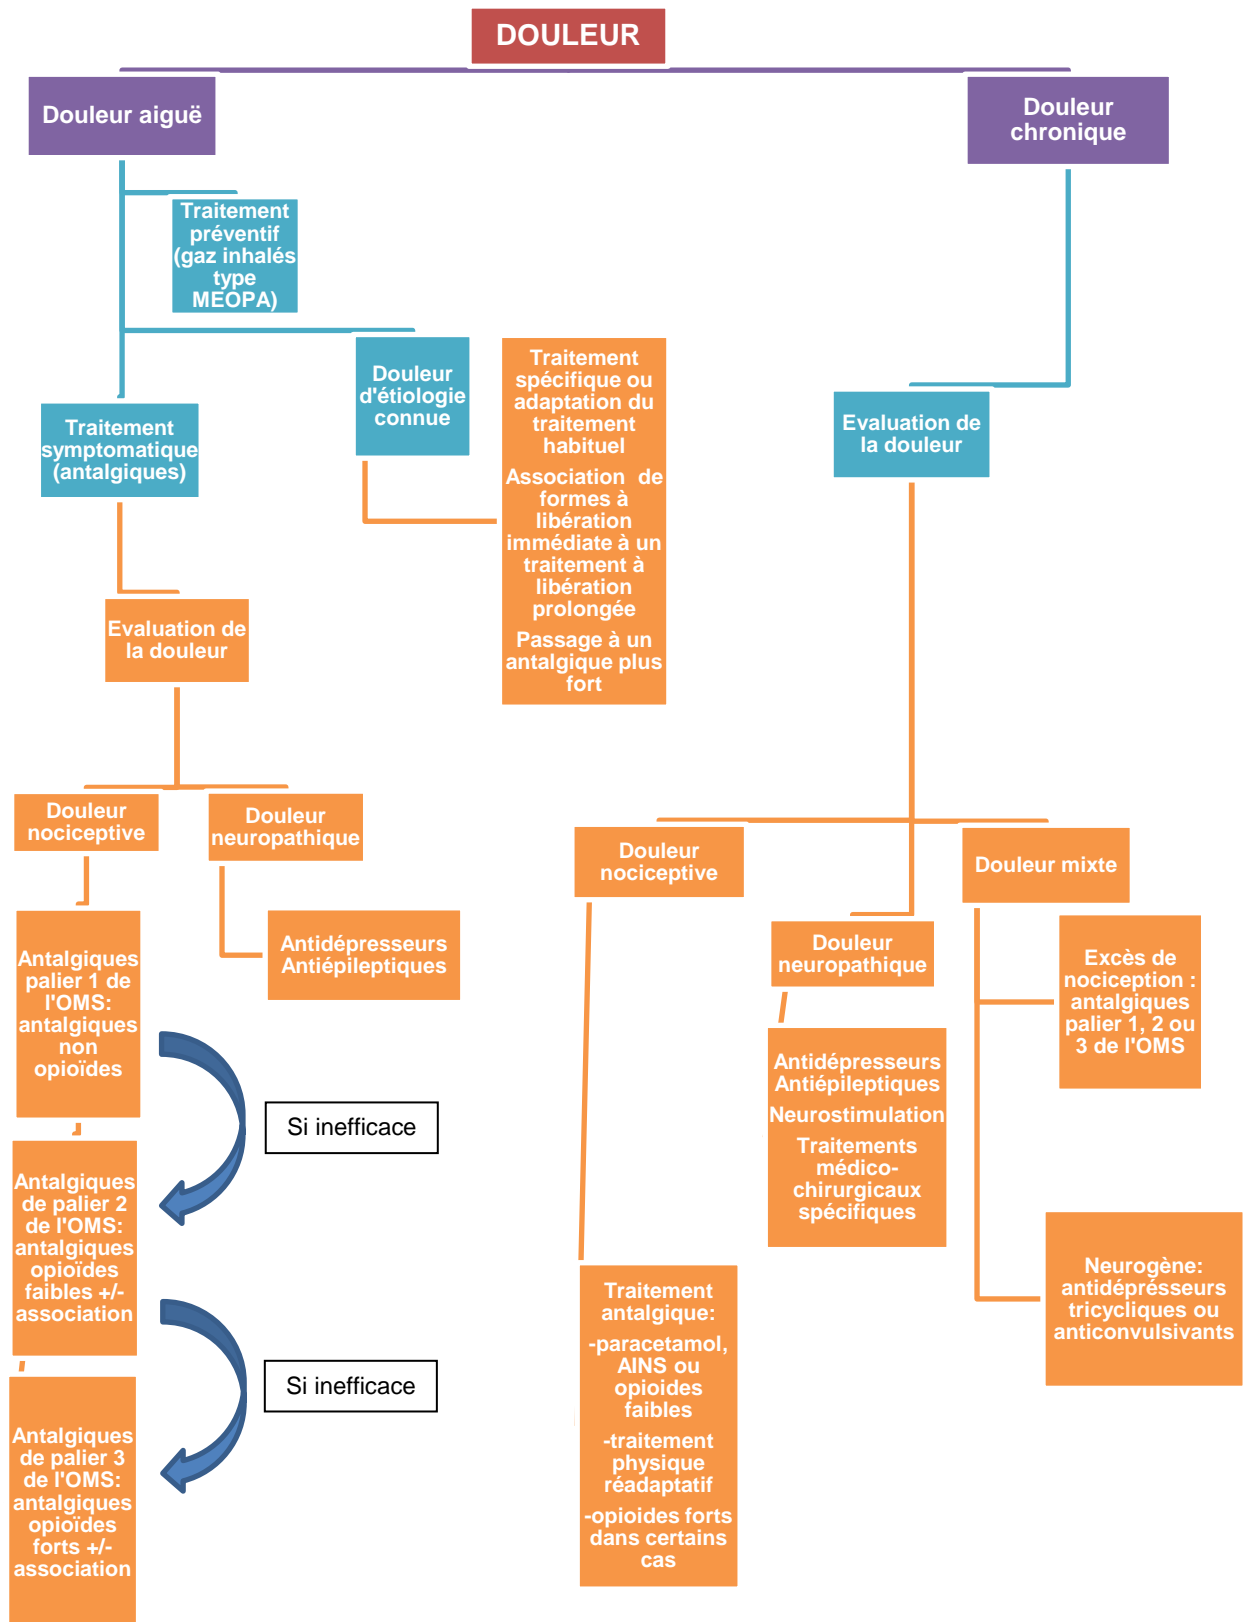 DOULEUR
Douleur aiguë
Douleur
chronique
Traitement
préventif
(gaz inhalés
type
MEOPA)
Douleur
d'étiologie
connue
Traitement
spécifique ou
adaptation du
traitement
habituel
Association de
formes à
libération
immédiate à un
traitement à
libération
prolongée
Passage à un
antalgique plus
fort
Traitement
symptomatique
(antalgiques)
Evaluation de
la douleur
Evaluation de
la douleur
Douleur
nociceptive
Douleur
neuropathique
Antalgiques
palier 1 de
l'OMS:
antalgiques
non
opioïdes
Antidépresseurs
Antiépileptiques
Si inefficace
Antalgiques
de palier 2
de l'OMS:
antalgiques
opioïdes
faibles +/-
association
Si inefficace
Antalgiques
de palier 3
de l'OMS:
antalgiques
opioïdes
forts +/-
association
Douleur
nociceptive
Traitement
antalgique:
-paracetamol,
AINS ou
opioides
faibles
-traitement
physique
réadaptatif
-opioides forts
dans certains
cas
Douleur
neuropathique
Antidépresseurs
Antiépileptiques
Neurostimulation
Traitements
médico-
chirurgicaux
spécifiques
Douleur mixte
Excès de
nociception :
antalgiques
palier 1, 2 ou
3 de l'OMS
Neurogène:
antidéprésseurs
tricycliques ou
anticonvulsivants